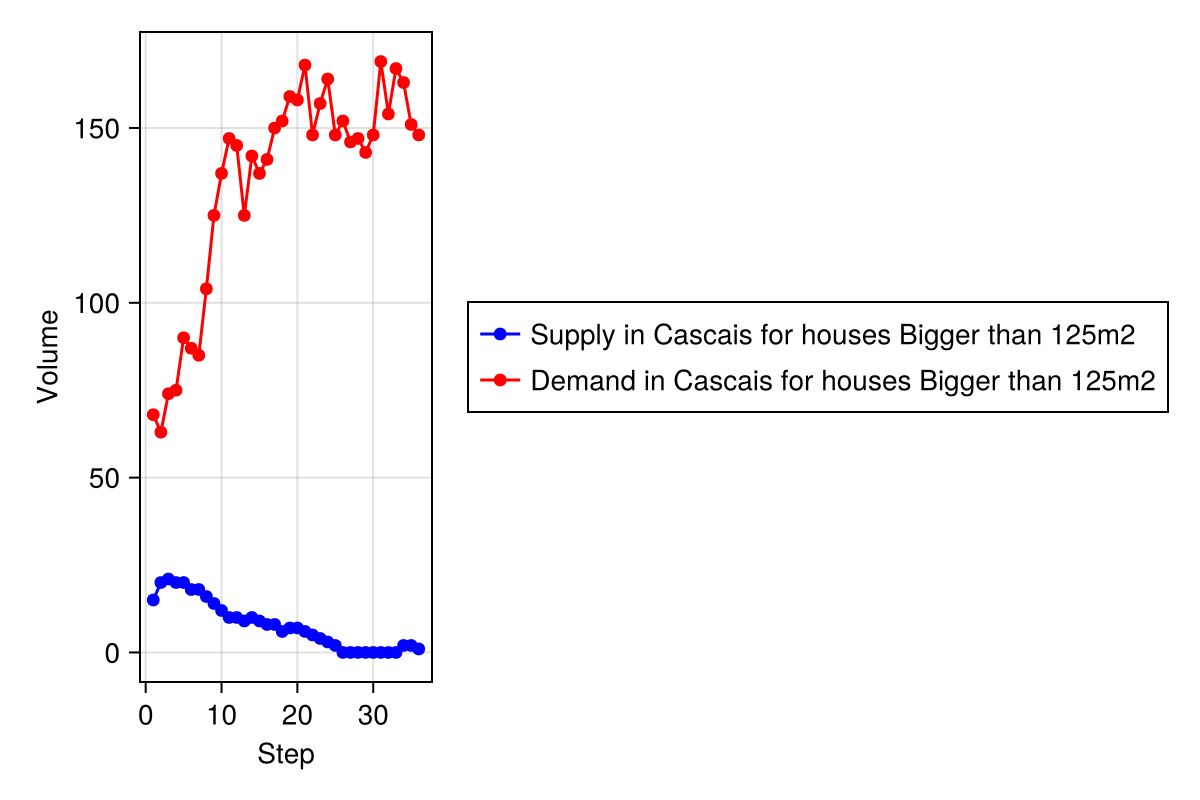 150
100
50
0
Volume
0 10 20 30
Step
Supply in Cascais for houses Bigger than 125m2
Demand in Cascais for houses Bigger than 125m2